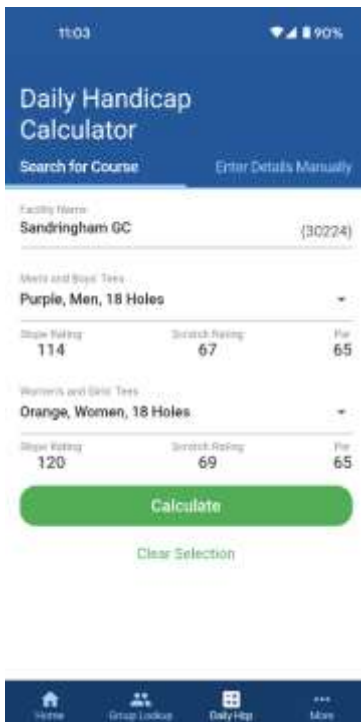 11:03
90%
Daily Handicap
Calculator
Search for Course
Enter Details Manually
Facility Name
Sandringham GC
(30224)
Men's and Boys' Tees
Purple, Men, 18 Holes
Slope Rating Scratch Rating Par
114 67 65
Women's and Girls' Tees
Orange, Women, 18 Holes
Slope Rating Scratch Rating Par
120 69 65
Calculate
Clear Selection
Home Group Lookup Daily Hcp More